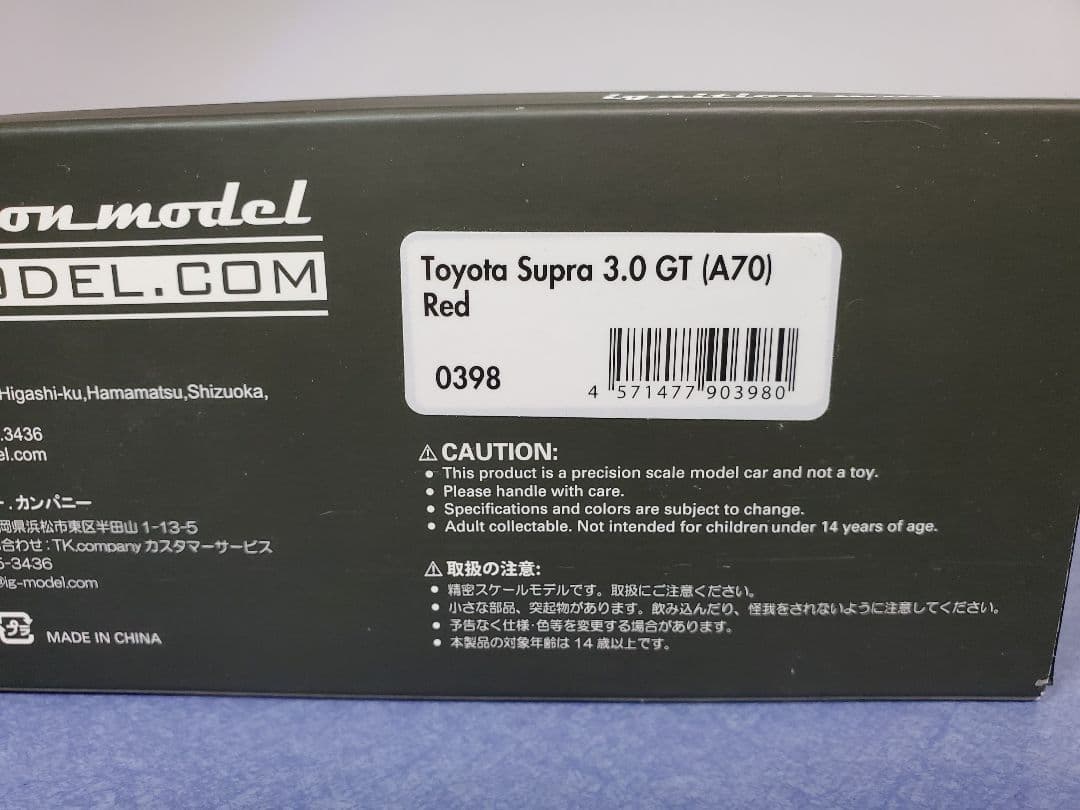 on model
ODEL.COM
Higashi-ku,Hamamatsu,Shizuoka,
.3436
el.com
ー.カンパニー
岡県浜松市東区半田山 1-13-5
合わせ:TK.company カスタマーサービス
5-3436
@ig-model.com
プラ
MADE IN CHINA
Toyota Supra 3.0 GT (A70)
Red
0398
4 571477 903980
⚠ CAUTION:
• This product is a precision scale model car and not a toy.
• Please handle with care.
• Specifications and colors are subject to change.
• Adult collectable. Not intended for children under 14 years of age.
⚠ 取扱の注意:
• 精密スケールモデルです。取扱にご注意ください。
• 小さな部品、突起物があります。飲み込んだり、怪我をされないように注意してください。
• 予告なく仕様・色等を変更する場合があります。
• 本製品の対象年齢は 14 歳以上です。